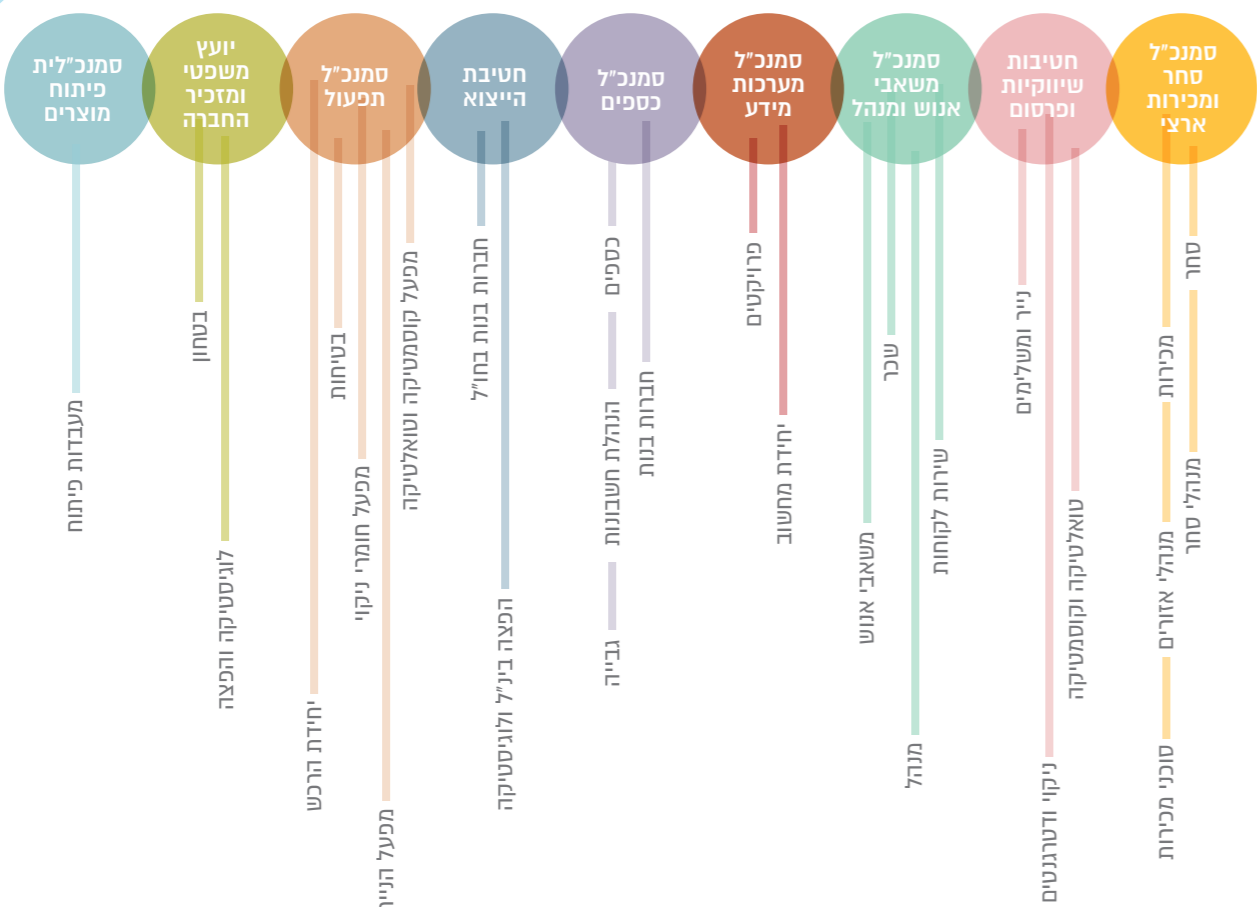 סמנכ"ל
סחר
ומכירות
ארצי
סחר
מנהלי סחר
מכירות
מנהלי אזורים
סוכני מכירות
חטיבות
שיווקיות
ופרסום
טואלטיקה וקוסמטיקה
ניקוי ודטרגנטים
נייר ומשלימים
סמנכ"ל
משאבי
אנוש ומנהל
שירות לקוחות
מנהל
שכר
משאבי אנוש
סמנכ"ל
מערכות
מידע
יחידת מחשוב
פרויקטים
סמנכ"ל
כספים
חברות בנות
כספים
הנהלת חשבונות
גבייה
חטיבת
הייצוא
הפצה בינ"ל ולוגיסטיקה
חברות בנות בחו"ל
סמנכ"ל
תפעול
מפעל קוסמטיקה וטואלטיקה
מפעל הנייר
מפעל חומרי ניקוי
בטיחות
יחידת הרכש
יועץ
משפטי
ומזכיר
החברה
לוגיסטיקה והפצה
בטחון
סמנכ"לית
פיתוח
מוצרים
מעבדות פיתוח